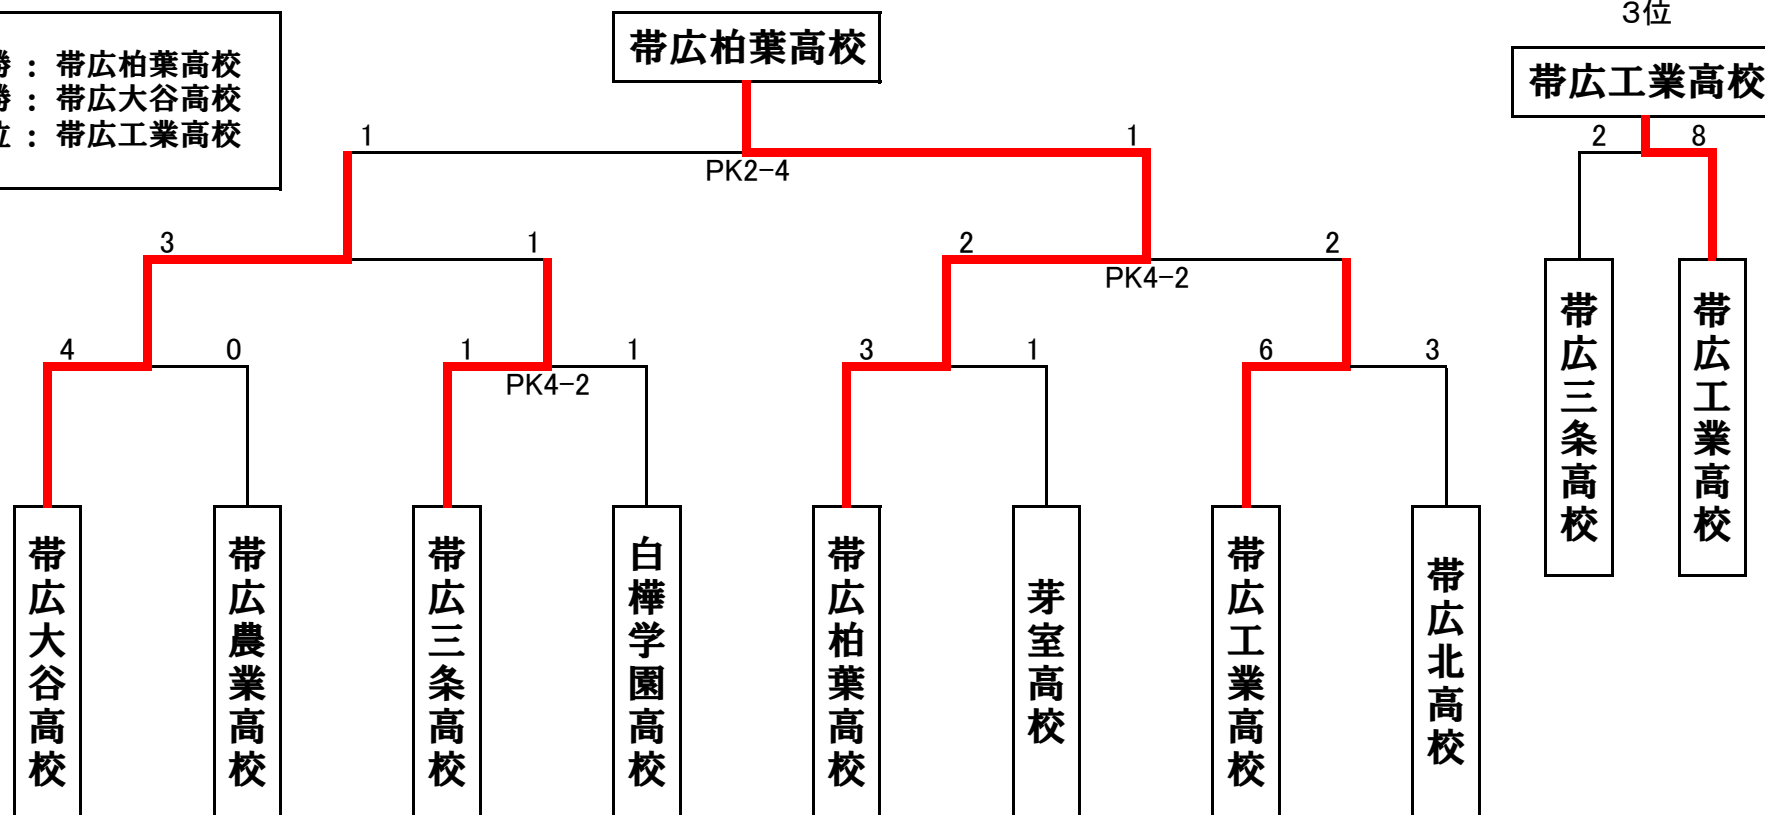 勝 : 帯広柏葉高校
勝 : 帯広大谷高校
位 : 帯広工業高校
帯広柏葉高校
3位
帯広工業高校
1
1
PK2-4
2
8
3
1
2
2
PK4-2
4
0
1
1
PK4-2
3
1
6
3
帯広三条高校
帯広工業高校
帯広大谷高校
帯広農業高校
帯広三条高校
白樺学園高校
帯広柏葉高校
芽室高校
帯広工業高校
帯広北高校